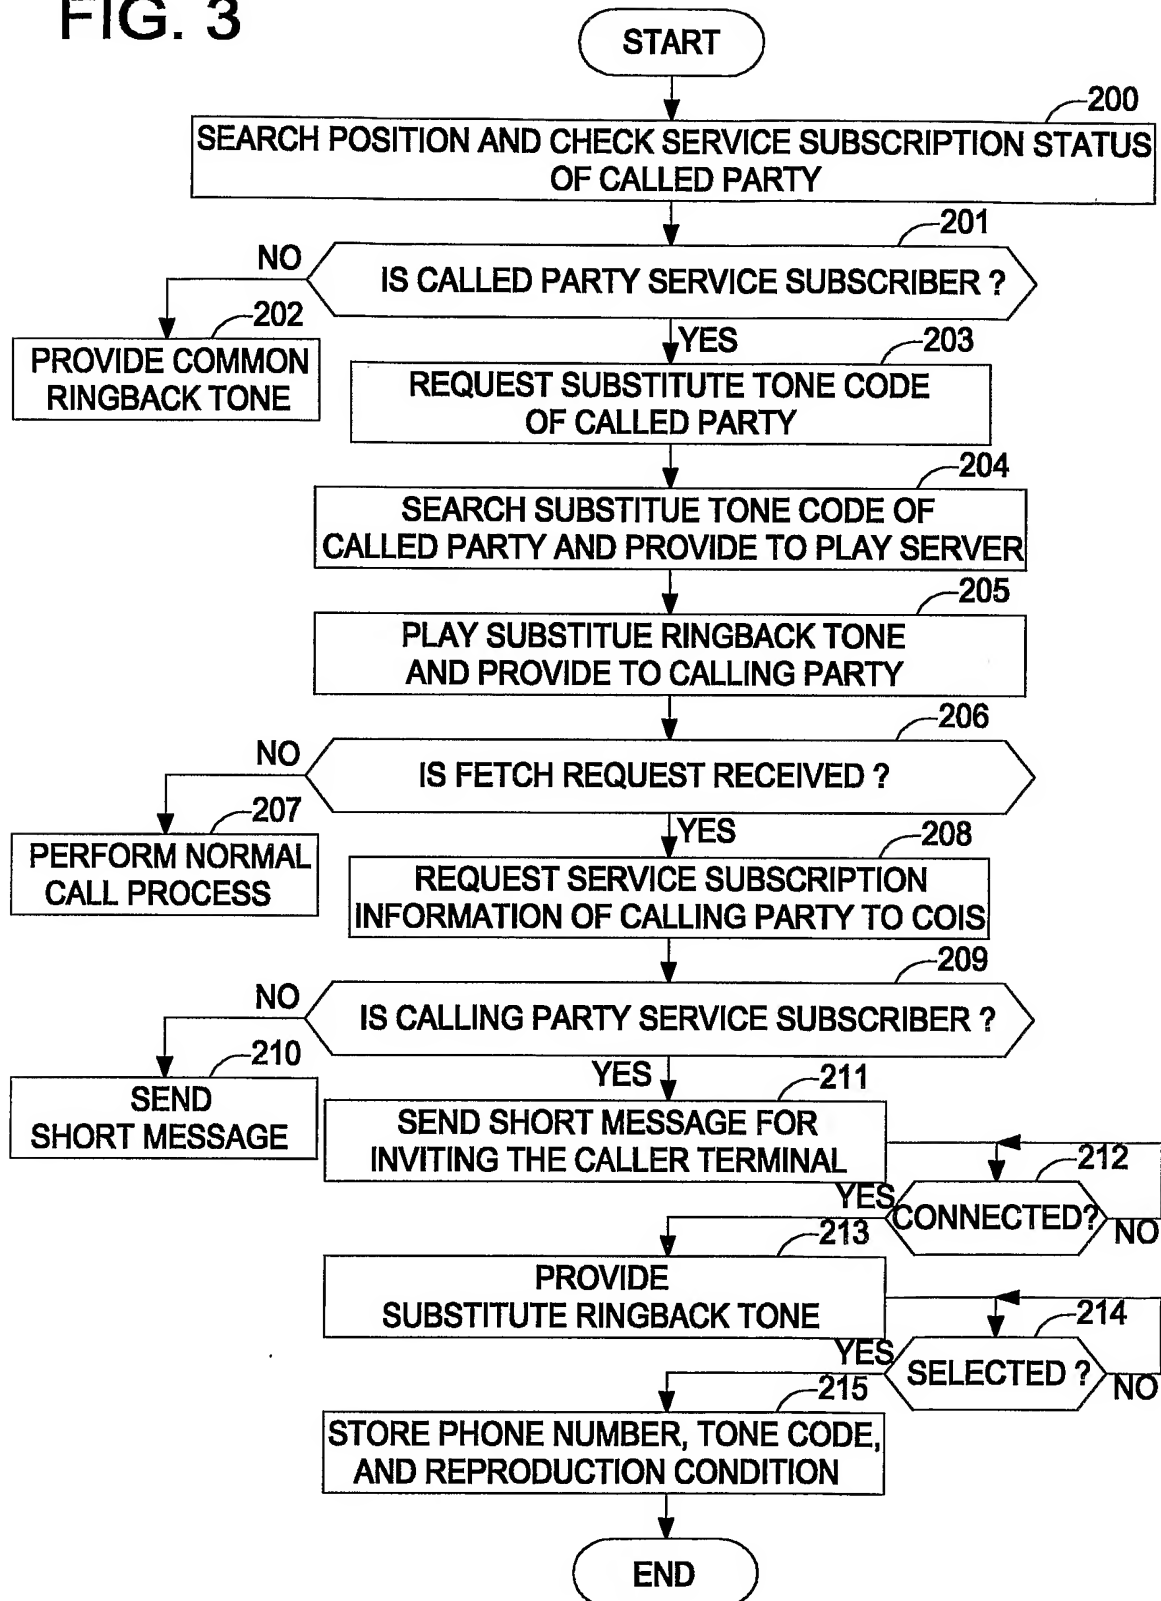 FIG. 3
START
200
SEARCH POSITION AND CHECK SERVICE SUBSCRIPTION STATUS
OF CALLED PARTY
201
NO
IS CALLED PARTY SERVICE SUBSCRIBER ?
202
PROVIDE COMMON
RINGBACK TONE
YES
203
REQUEST SUBSTITUTE TONE CODE
OF CALLED PARTY
204
SEARCH SUBSTITUE TONE CODE OF
CALLED PARTY AND PROVIDE TO PLAY SERVER
205
PLAY SUBSTITUE RINGBACK TONE
AND PROVIDE TO CALLING PARTY
206
NO
IS FETCH REQUEST RECEIVED ?
207
PERFORM NORMAL
CALL PROCESS
YES
208
REQUEST SERVICE SUBSCRIPTION
INFORMATION OF CALLING PARTY TO COIS
209
NO
IS CALLING PARTY SERVICE SUBSCRIBER ?
210
SEND
SHORT MESSAGE
YES
211
SEND SHORT MESSAGE FOR
INVITING THE CALLER TERMINAL
212
YES
CONNECTED?
NO
213
PROVIDE
SUBSTITUTE RINGBACK TONE
214
YES
SELECTED ?
NO
215
STORE PHONE NUMBER, TONE CODE,
AND REPRODUCTION CONDITION
END